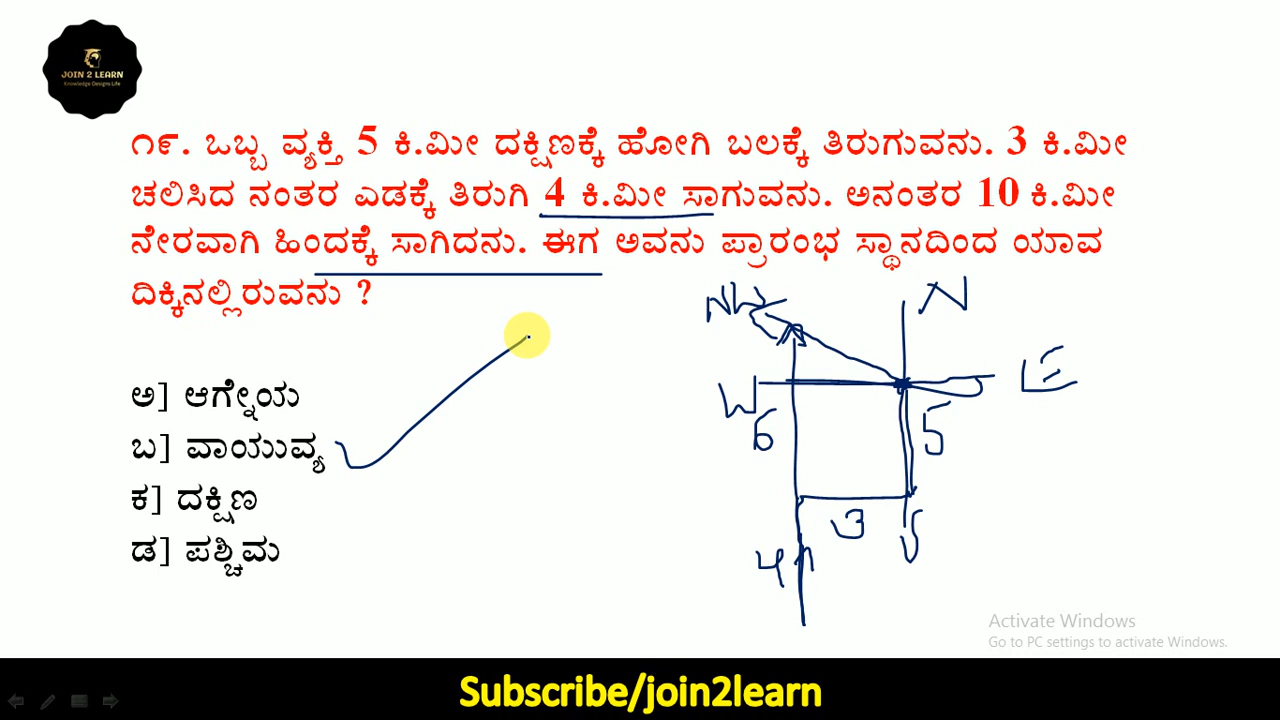 JOIN 2 LEARN
Knowledge Designs Life
೧೯. ಒಬ್ಬ ವ್ಯಕ್ತಿ 5 ಕಿ.ಮೀ ದಕ್ಷಿಣಕ್ಕೆ ಹೋಗಿ ಬಲಕ್ಕೆ ತಿರುಗುವನು. 3 ಕಿ.ಮೀ
ಚಲಿಸಿದ ನಂತರ ಎಡಕ್ಕೆ ತಿರುಗಿ 4 ಕಿ.ಮೀ ಸಾಗುವನು. ಅನಂತರ 10 ಕಿ.ಮೀ
ನೇರವಾಗಿ ಹಿಂದಕ್ಕೆ ಸಾಗಿದನು. ಈಗ ಅವನು ಪ್ರಾರಂಭ ಸ್ಥಾನದಿಂದ ಯಾವ
ದಿಕ್ಕಿನಲ್ಲಿರುವನು ?
ಅ] ಆಗ್ನೇಯ
ಬ] ವಾಯುವ್ಯ
ಕ] ದಕ್ಷಿಣ
ಡ] ಪಶ್ಚಿಮ
NW N
W E
6 5
3
4
Activate Windows
Go to PC settings to activate Windows.
Subscribe/join2learn